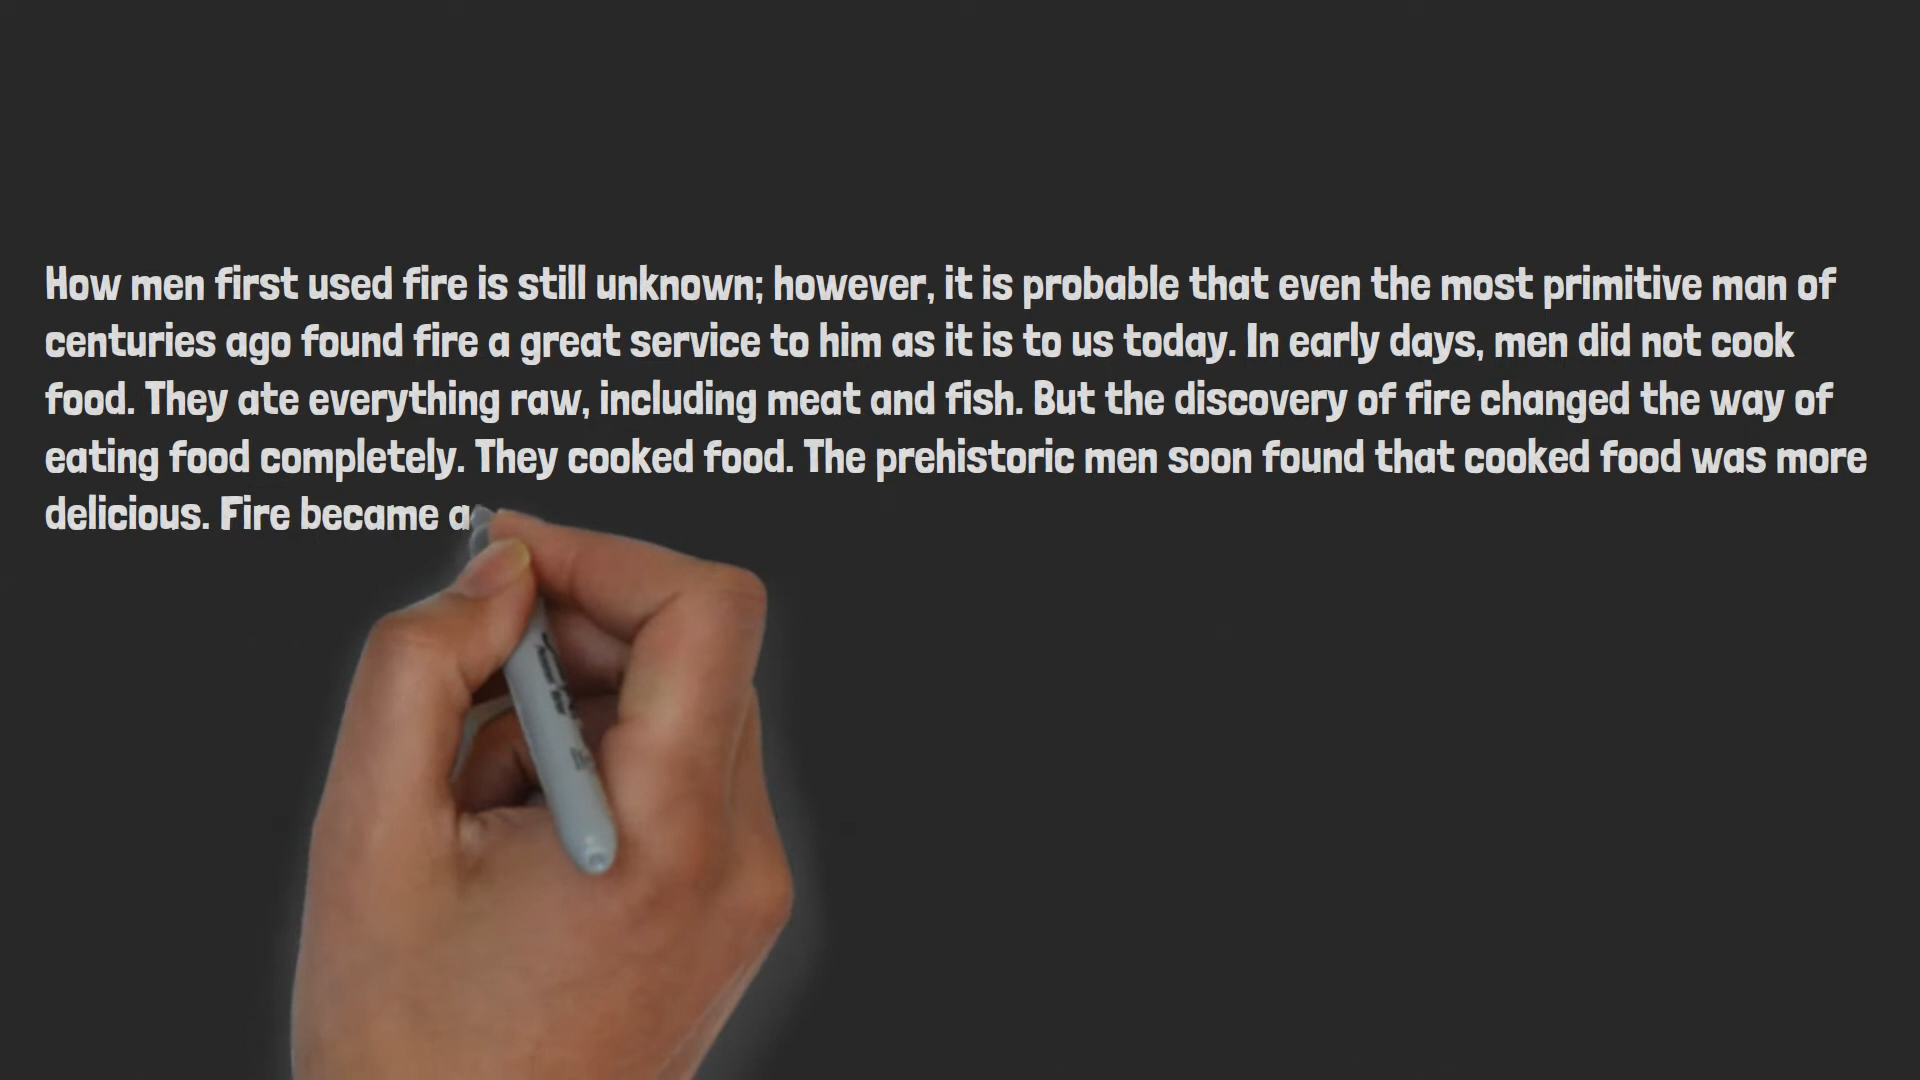 How men first used fire is still unknown; however, it is probable that even the most primitive man of
centuries ago found fire a great service to him as it is to us today. In early days, men did not cook
food. They ate everything raw, including meat and fish. But the discovery of fire changed the way of
eating food completely. They cooked food. The prehistoric men soon found that cooked food was more
delicious. Fire became a